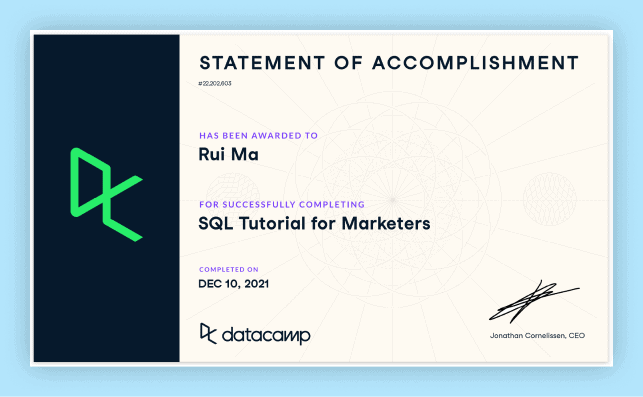 STATEMENT OF ACCOMPLISHMENT
#22,202,603
HAS BEEN AWARDED TO
Rui Ma
FOR SUCCESSFULLY COMPLETING
SQL Tutorial for Marketers
COMPLETED ON
DEC 10, 2021
datacamp
Jonathan Cornelissen, CEO